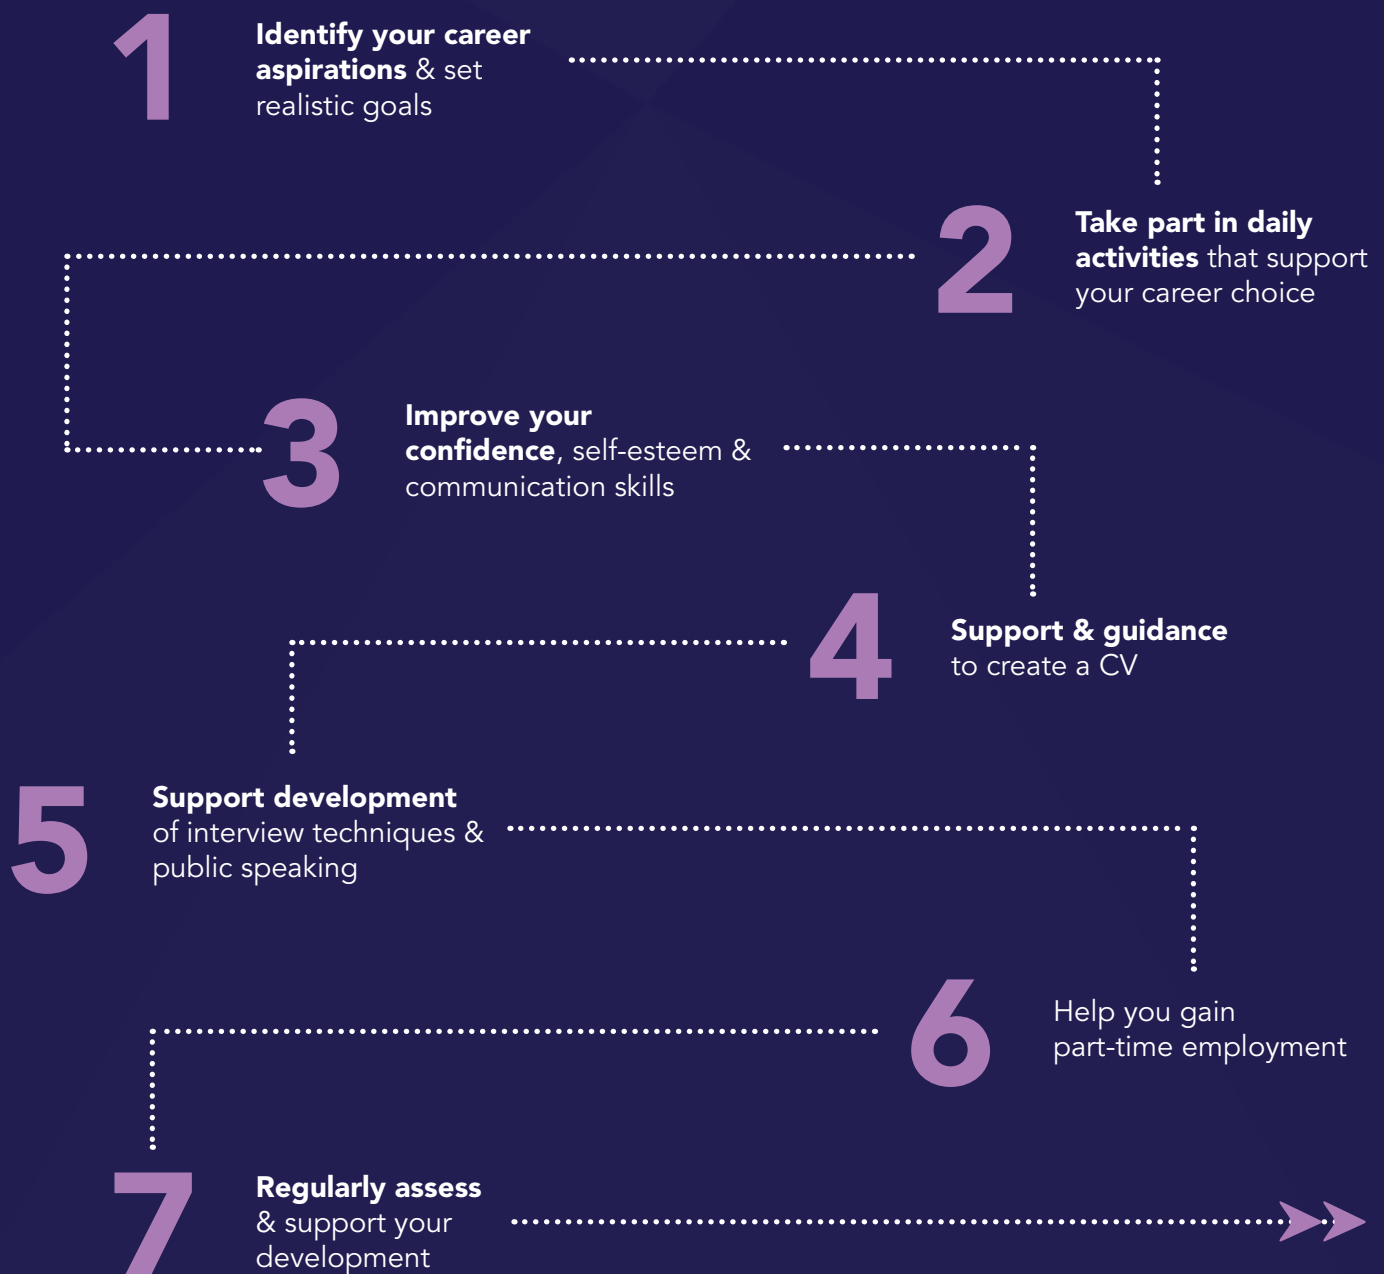 1
Identify your career
aspirations & set
realistic goals
2
Take part in daily
activities that support
your career choice
3
Improve your
confidence, self-esteem &
communication skills
4
Support & guidance
to create a CV
5
Support development
of interview techniques &
public speaking
6
Help you gain
part-time employment
7
Regularly assess
& support your
development